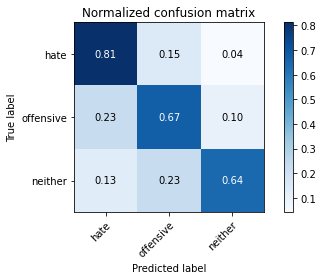 Normalized confusion matrix
True label
hate 0.81 0.15 0.04
offensive 0.23 0.67 0.10
neither 0.13 0.23 0.64
hate offensive neither
Predicted label
0.8
0.7
0.6
0.5
0.4
0.3
0.2
0.1